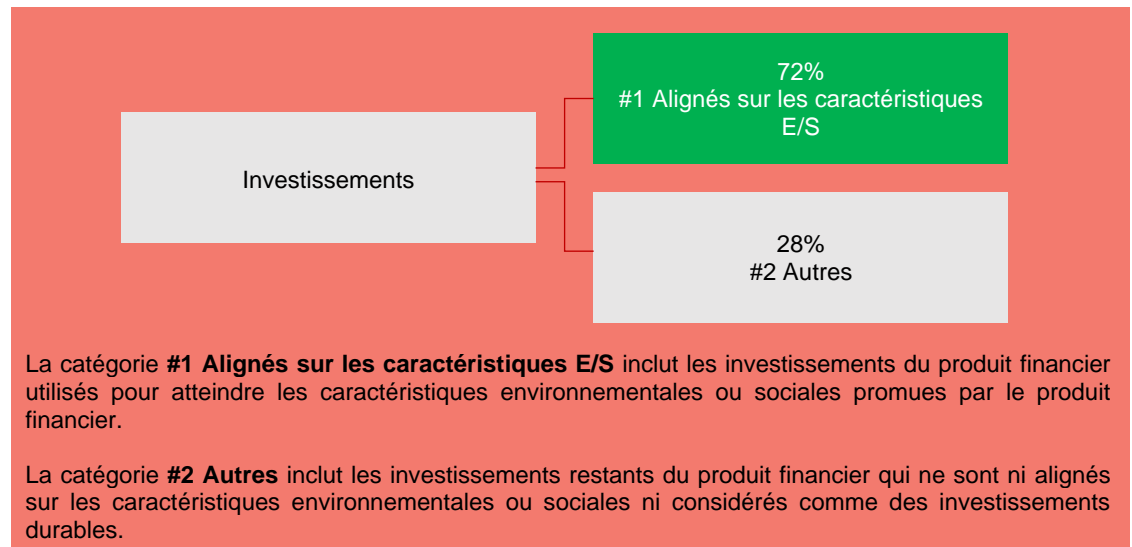 72%
#1 Alignés sur les caractéristiques
E/S
Investissements
28%
#2 Autres
La catégorie #1 Alignés sur les caractéristiques E/S inclut les investissements du produit financier
utilisés pour atteindre les caractéristiques environnementales ou sociales promues par le produit
financier.
La catégorie #2 Autres inclut les investissements restants du produit financier qui ne sont ni alignés
sur les caractéristiques environnementales ou sociales ni considérés comme des investissements
durables.